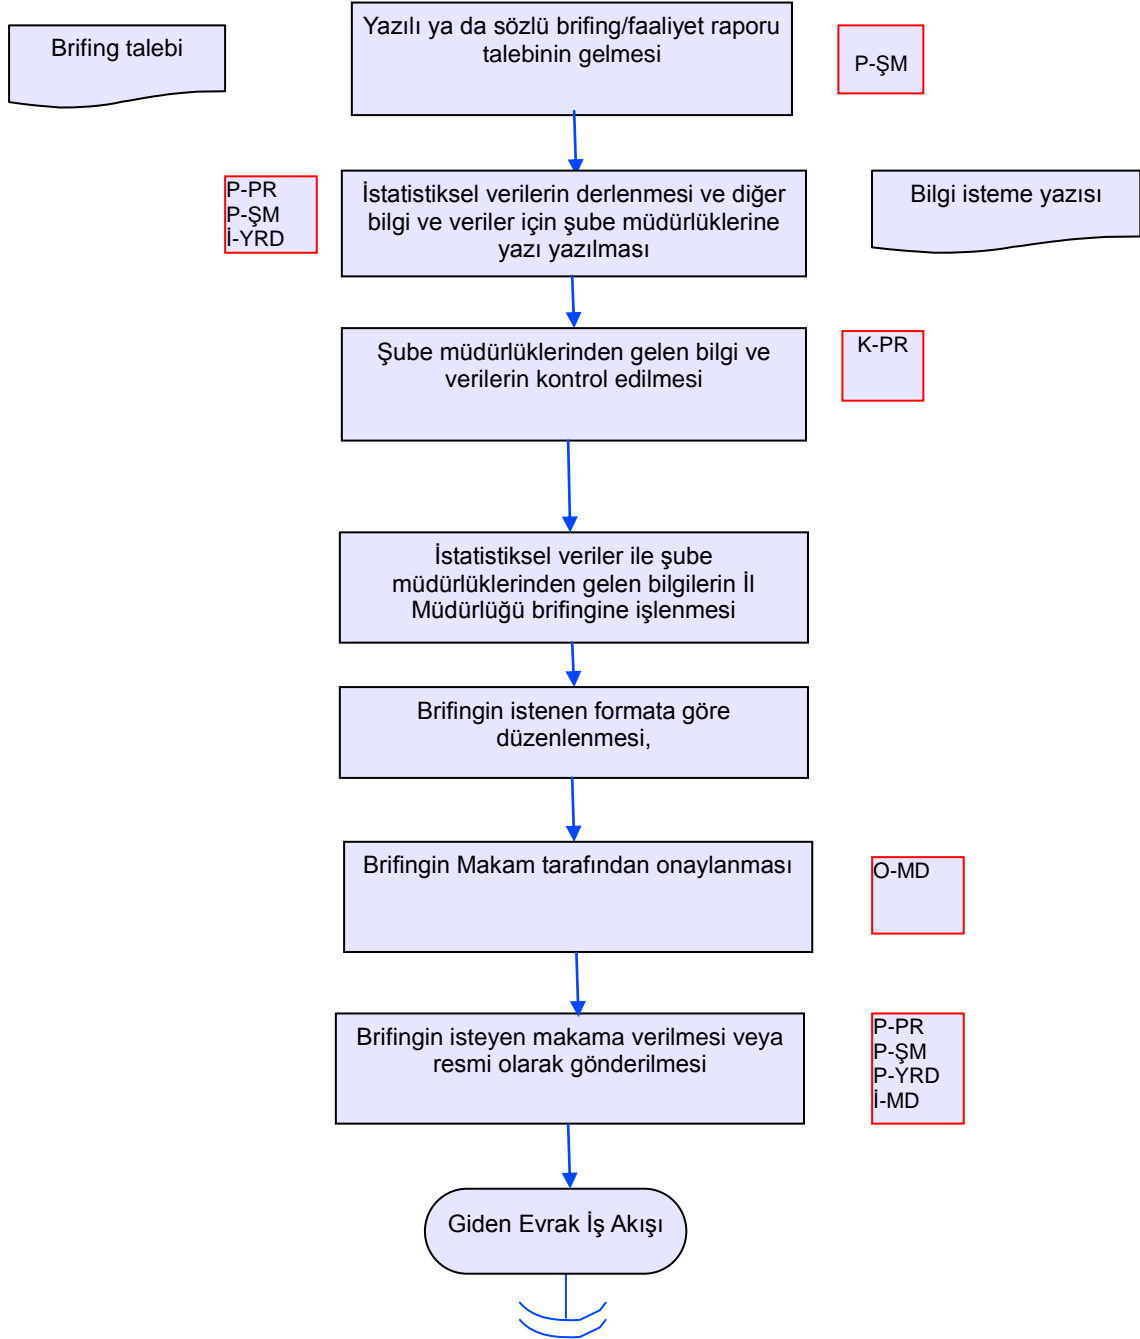 Brifing talebi
Yazılı ya da sözlü brifing/faaliyet raporu
talebinin gelmesi
P-ŞM
P-PR
P-ŞM
İ-YRD
İstatistiksel verilerin derlenmesi ve diğer
bilgi ve veriler için şube müdürlüklerine
yazı yazılması
Bilgi isteme yazısı
Şube müdürlüklerinden gelen bilgi ve
verilerin kontrol edilmesi
K-PR
İstatistiksel veriler ile şube
müdürlüklerinden gelen bilgilerin İl
Müdürlüğü brifingine işlenmesi
Brifingin istenen formata göre
düzenlenmesi,
Brifingin Makam tarafından onaylanması
O-MD
Brifingin isteyen makama verilmesi veya
resmi olarak gönderilmesi
P-PR
P-ŞM
P-YRD
İ-MD
Giden Evrak İş Akışı